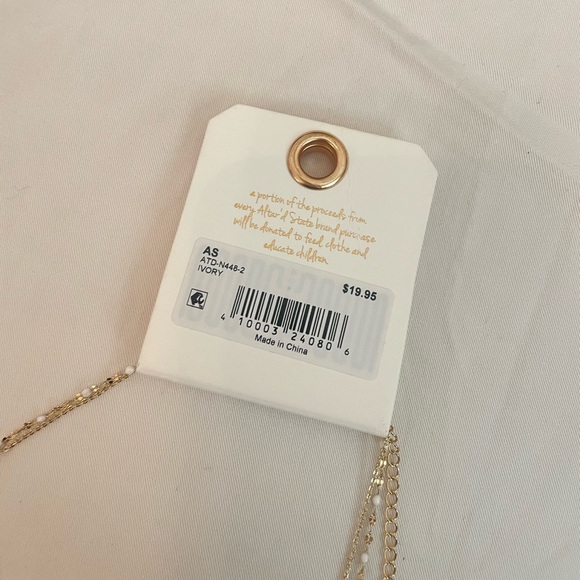 a portion of the proceeds from
every Altar'd State brand purchase
will be donated to feed, clothe and
educate children
AS
ATD-N446-2
IVORY
$19.95
4 10003 24080 6
Made in China